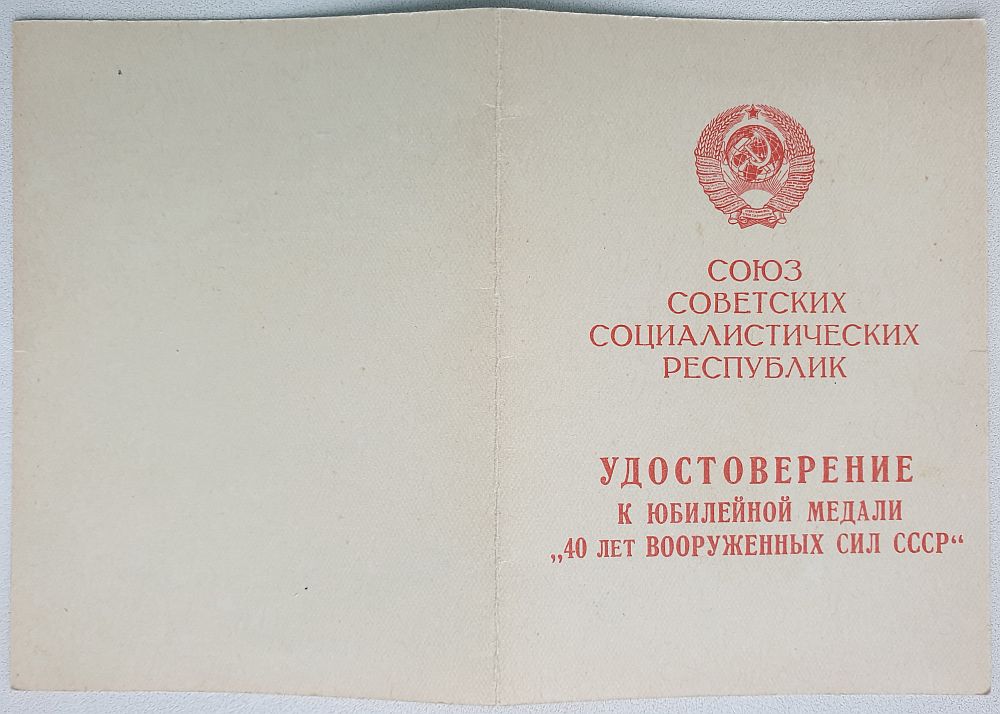 СОЮЗ
СОВЕТСКИХ
СОЦИАЛИСТИЧЕСКИХ
РЕСПУБЛИК
УДОСТОВЕРЕНИЕ
К ЮБИЛЕЙНОЙ МЕДАЛИ
„40 ЛЕТ ВООРУЖЕННЫХ СИЛ СССР“